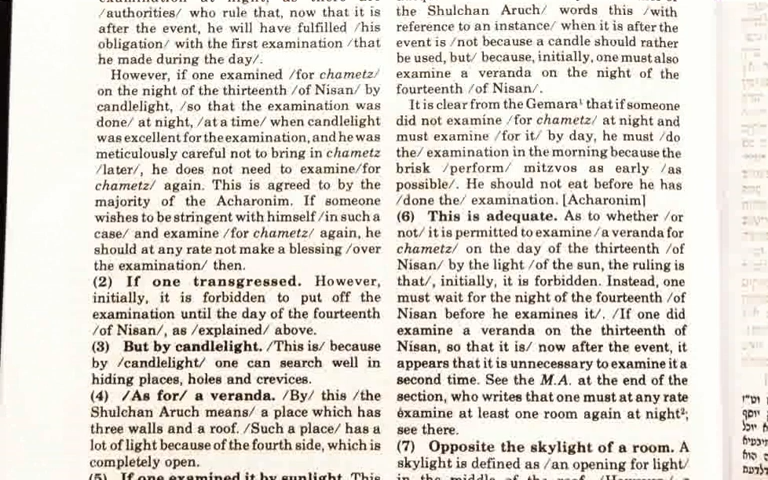 /authorities/ who rule that, now that it is
after the event, he will have fulfilled /his
obligation/ with the first examination /that
he made during the day/.
However, if one examined /for chametz/
on the night of the thirteenth /of Nisan/ by
candlelight, /so that the examination was
done/ at night, /at a time/ when candlelight
was excellent for the examination, and he was
meticulously careful not to bring in chametz
/later/, he does not need to examine/for
chametz/ again. This is agreed to by the
majority of the Acharonim. If someone
wishes to be stringent with himself /in such a
case/ and examine /for chametz/ again, he
should at any rate not make a blessing /over
the examination/ then.
(2) If one transgressed. However,
initially, it is forbidden to put off the
examination until the day of the fourteenth
/of Nisan/, as /explained/ above.
(3) But by candlelight. /This is/ because
by /candlelight/ one can search well in
hiding places, holes and crevices.
(4) /As for/ a veranda. /By/ this /the
Shulchan Aruch means/ a place which has
three walls and a roof. /Such a place/ has a
lot of light because of the fourth side, which is
completely open.
(5) If one examined it by sunlight. This
the Shulchan Aruch/ words this /with
reference to an instance/ when it is after the
event is /not because a candle should rather
be used, but/ because, initially, one must also
examine a veranda on the night of the
fourteenth /of Nisan/.
It is clear from the Gemara¹ that if someone
did not examine /for chametz/ at night and
must examine /for it/ by day, he must /do
the/ examination in the morning because the
brisk /perform/ mitzvos as early /as
possible/. He should not eat before he has
/done the/ examination. [Acharonim]
(6) This is adequate. As to whether /or
not/ it is permitted to examine /a veranda for
chametz/ on the day of the thirteenth /of
Nisan/ by the light /of the sun, the ruling is
that/, initially, it is forbidden. Instead, one
must wait for the night of the fourteenth /of
Nisan before he examines it/. /If one did
examine a veranda on the thirteenth of
Nisan, so that it is/ now after the event, it
appears that it is unnecessary to examine it a
second time. See the M.A. at the end of the
section, who writes that one must at any rate
examine at least one room again at night²;
see there.
(7) Opposite the skylight of a room. A
skylight is defined as /an opening for light/
in the middle of the roof. /However/